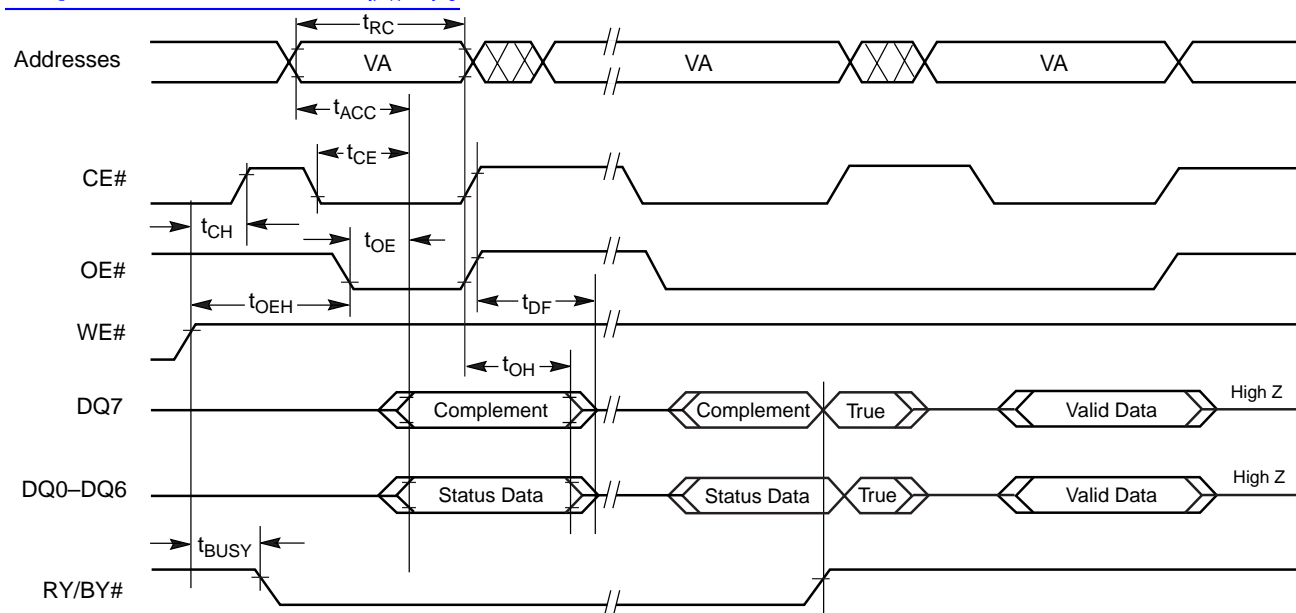 tRC
Addresses VA VA VA
tACC
tCE
CE#
tCH
tOE
OE#
tOEH
tDF
WE#
tOH
DQ7 Complement Complement True Valid Data High Z
DQ0–DQ6 Status Data Status Data True Valid Data High Z
tBUSY
RY/BY#